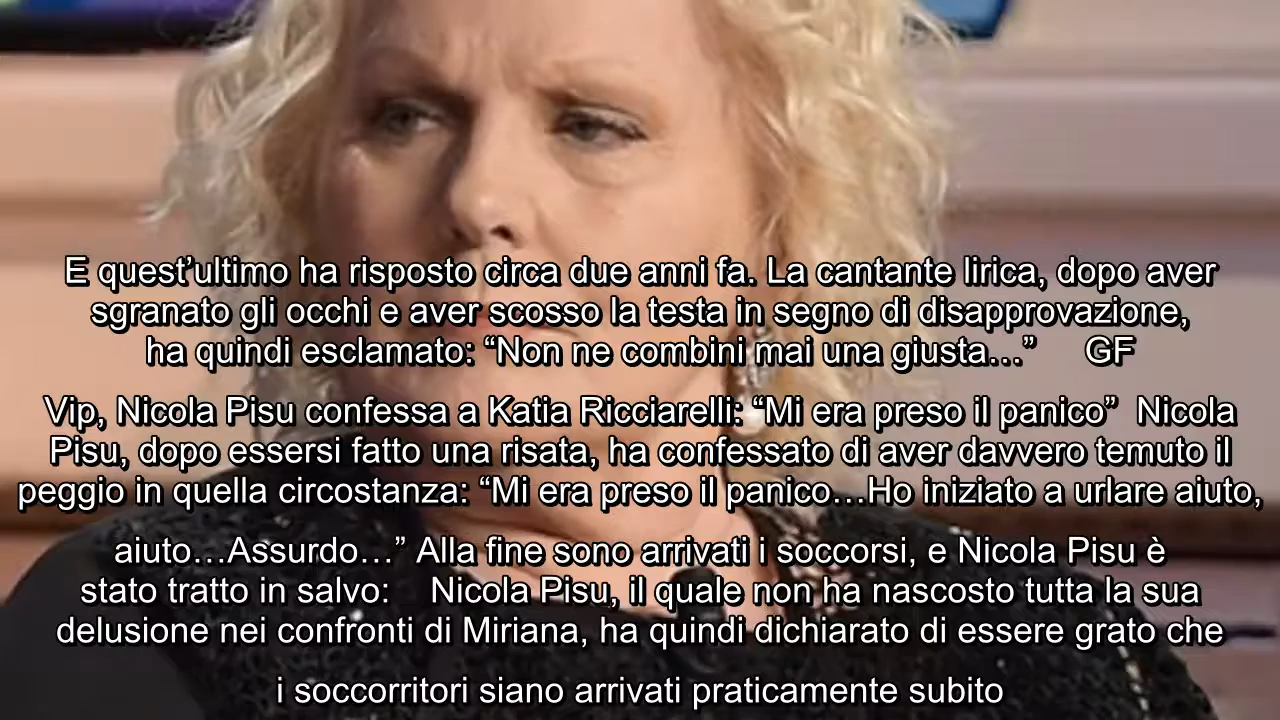 E quest’ultimo ha risposto circa due anni fa. La cantante lirica, dopo aver
sgranato gli occhi e aver scosso la testa in segno di disapprovazione,
ha quindi esclamato: “Non ne combini mai una giusta…” GF
Vip, Nicola Pisu confessa a Katia Ricciarelli: “Mi era preso il panico” Nicola
Pisu, dopo essersi fatto una risata, ha confessato di aver davvero temuto il
peggio in quella circostanza: “Mi era preso il panico…Ho iniziato a urlare aiuto,
aiuto…Assurdo…” Alla fine sono arrivati i soccorsi, e Nicola Pisu è
stato tratto in salvo: Nicola Pisu, il quale non ha nascosto tutta la sua
delusione nei confronti di Miriana, ha quindi dichiarato di essere grato che
i soccorritori siano arrivati praticamente subito